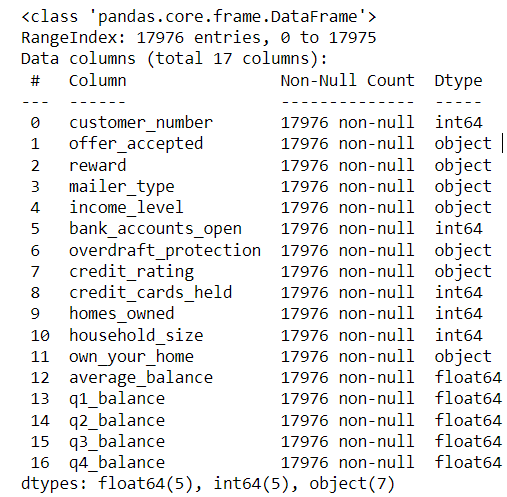 <class 'pandas.core.frame.DataFrame'>
RangeIndex: 17976 entries, 0 to 17975
Data columns (total 17 columns):
 #   Column                Non-Null Count  Dtype
---  ------                --------------  -----
 0   customer_number       17976 non-null  int64
 1   offer_accepted        17976 non-null  object
 2   reward                17976 non-null  object
 3   mailer_type           17976 non-null  object
 4   income_level          17976 non-null  object
 5   bank_accounts_open    17976 non-null  int64
 6   overdraft_protection  17976 non-null  object
 7   credit_rating         17976 non-null  object
 8   credit_cards_held     17976 non-null  int64
 9   homes_owned           17976 non-null  int64
 10  household_size        17976 non-null  int64
 11  own_your_home         17976 non-null  object
 12  average_balance       17976 non-null  float64
 13  q1_balance            17976 non-null  float64
 14  q2_balance            17976 non-null  float64
 15  q3_balance            17976 non-null  float64
 16  q4_balance            17976 non-null  float64
dtypes: float64(5), int64(5), object(7)